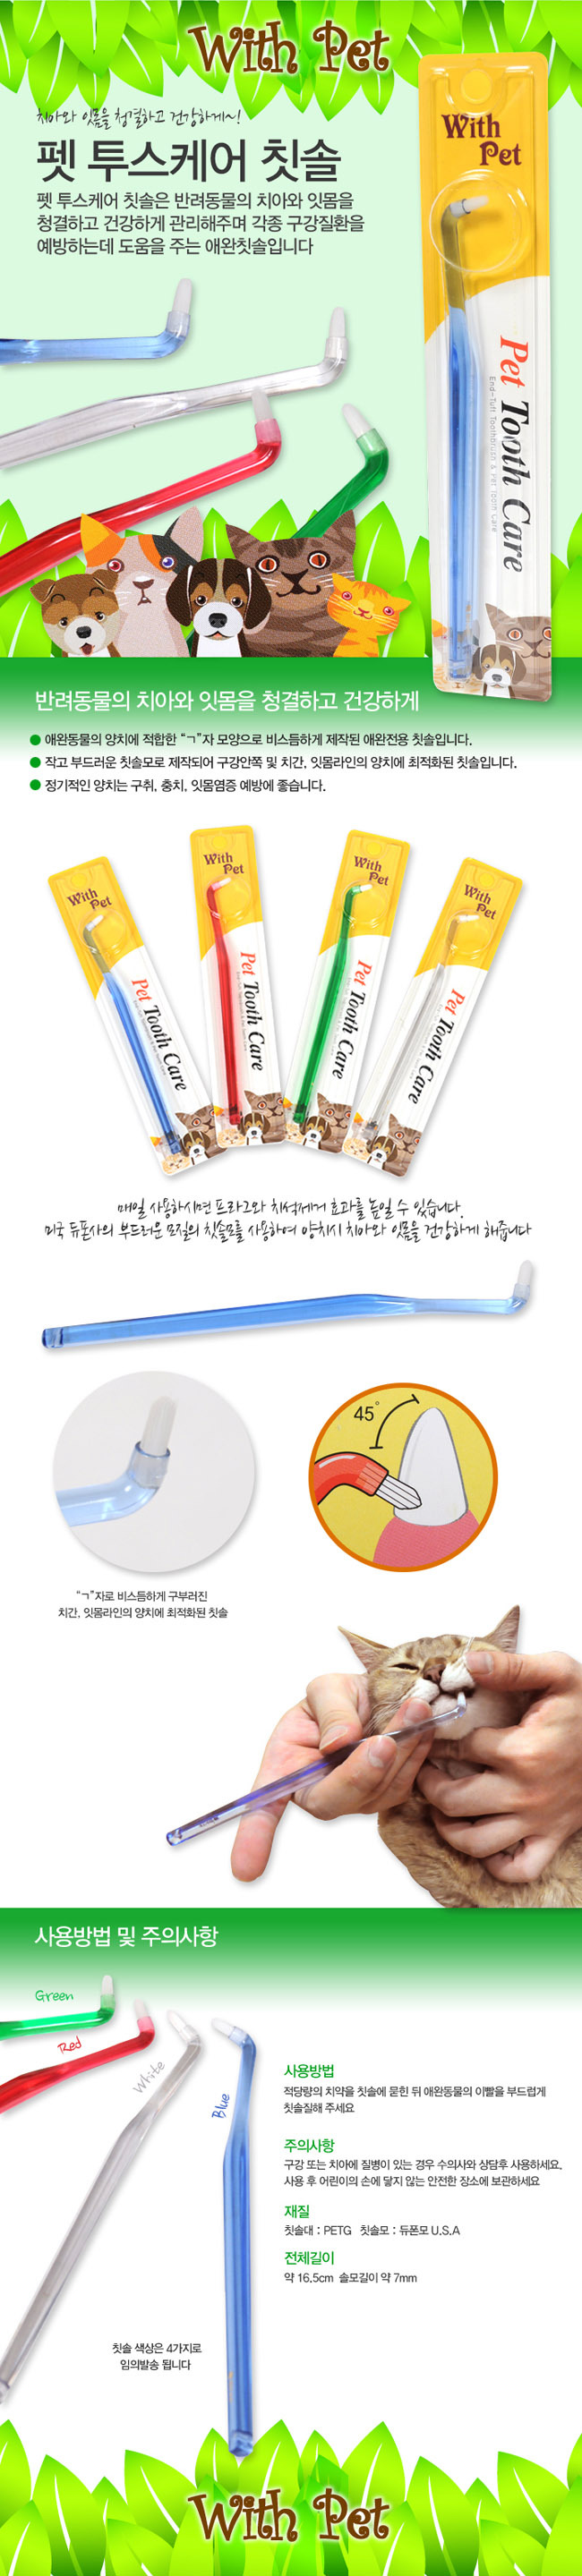 With Pet
치아와 잇몸을 청결하고 건강하게~!
펫 투스케어 칫솔
펫 투스케어 칫솔은 반려동물의 치아와 잇몸을
청결하고 건강하게 관리해주며 각종 구강질환을
예방하는데 도움을 주는 애완칫솔입니다
With
Pet
Pet Tooth Care
End-Tuft Toothbrush & Pet Tooth Care
반려동물의 치아와 잇몸을 청결하고 건강하게
애완동물의 양치에 적합한 “ㄱ”자 모양으로 비스듬하게 제작된 애완전용 칫솔입니다.
작고 부드러운 칫솔모로 제작되어 구강안쪽 및 치간, 잇몸라인의 양치에 최적화된 칫솔입니다.
정기적인 양치는 구취, 충치, 잇몸염증 예방에 좋습니다.
With
Pet
Pet Tooth Care
With
Pet
Pet Tooth Care
With
Pet
Pet Tooth Care
With
Pet
Pet Tooth Care
매일 사용하시면 프라그와 치석제거 효과를 높일 수 있습니다.
미국 듀폰사의 부드러운 모질의 칫솔모를 사용하여 양치시 치아와 잇몸을 건강하게 해줍니다
45°
“ㄱ”자로 비스듬하게 구부러진
치간, 잇몸라인의 양치에 최적화된 칫솔
사용방법 및 주의사항
Green
Red
White
Blue
사용방법
적당량의 치약을 칫솔에 묻힌 뒤 애완동물의 이빨을 부드럽게
칫솔질해 주세요
주의사항
구강 또는 치아에 질병이 있는 경우 수의사와 상담후 사용하세요.
사용 후 어린이의 손에 닿지 않는 안전한 장소에 보관하세요
재질
칫솔대 : PETG 칫솔모 : 듀폰모 U.S.A
전체길이
약 16.5cm 솔모길이 약 7mm
칫솔 색상은 4가지로
임의발송 됩니다
With Pet